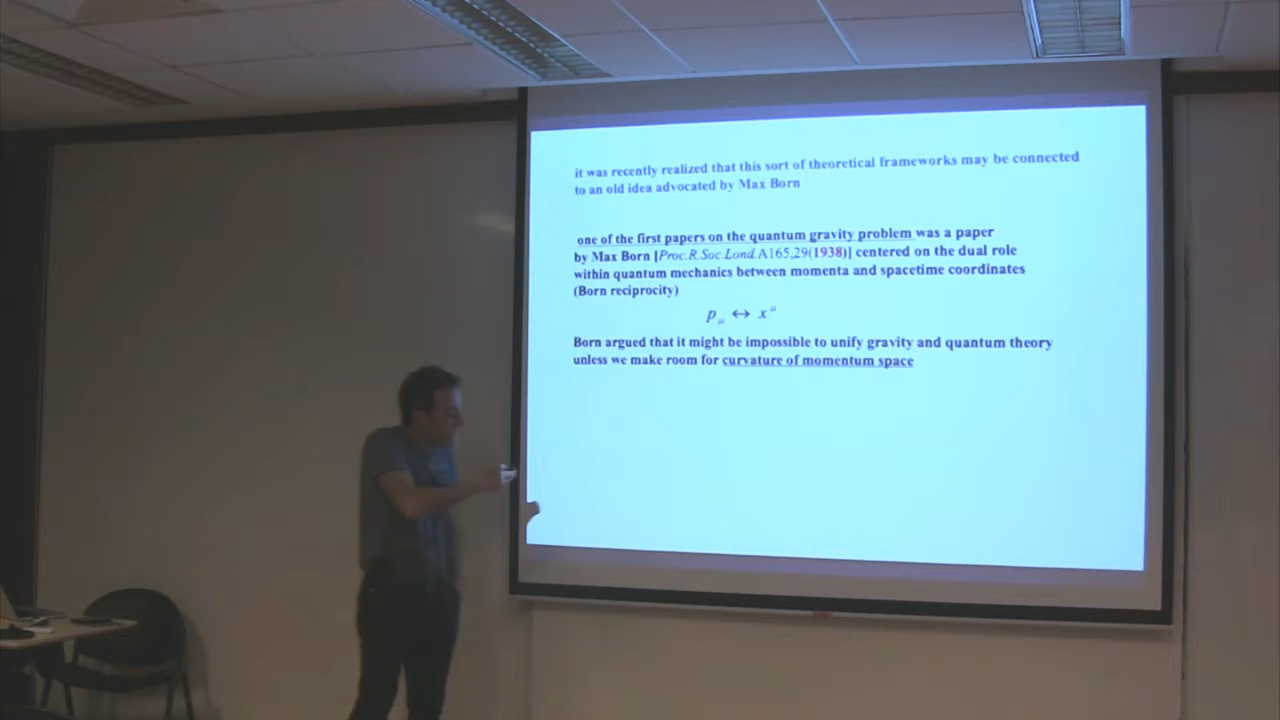 it was recently realized that this sort of theoretical frameworks may be connected
to an old idea advocated by Max Born
one of the first papers on the quantum gravity problem was a paper
by Max Born [Proc.R.Soc.Lond.A165,29(1938)] centered on the dual role
within quantum mechanics between momenta and spacetime coordinates
(Born reciprocity)
p_μ ↔ x^μ
Born argued that it might be impossible to unify gravity and quantum theory
unless we make room for curvature of momentum space